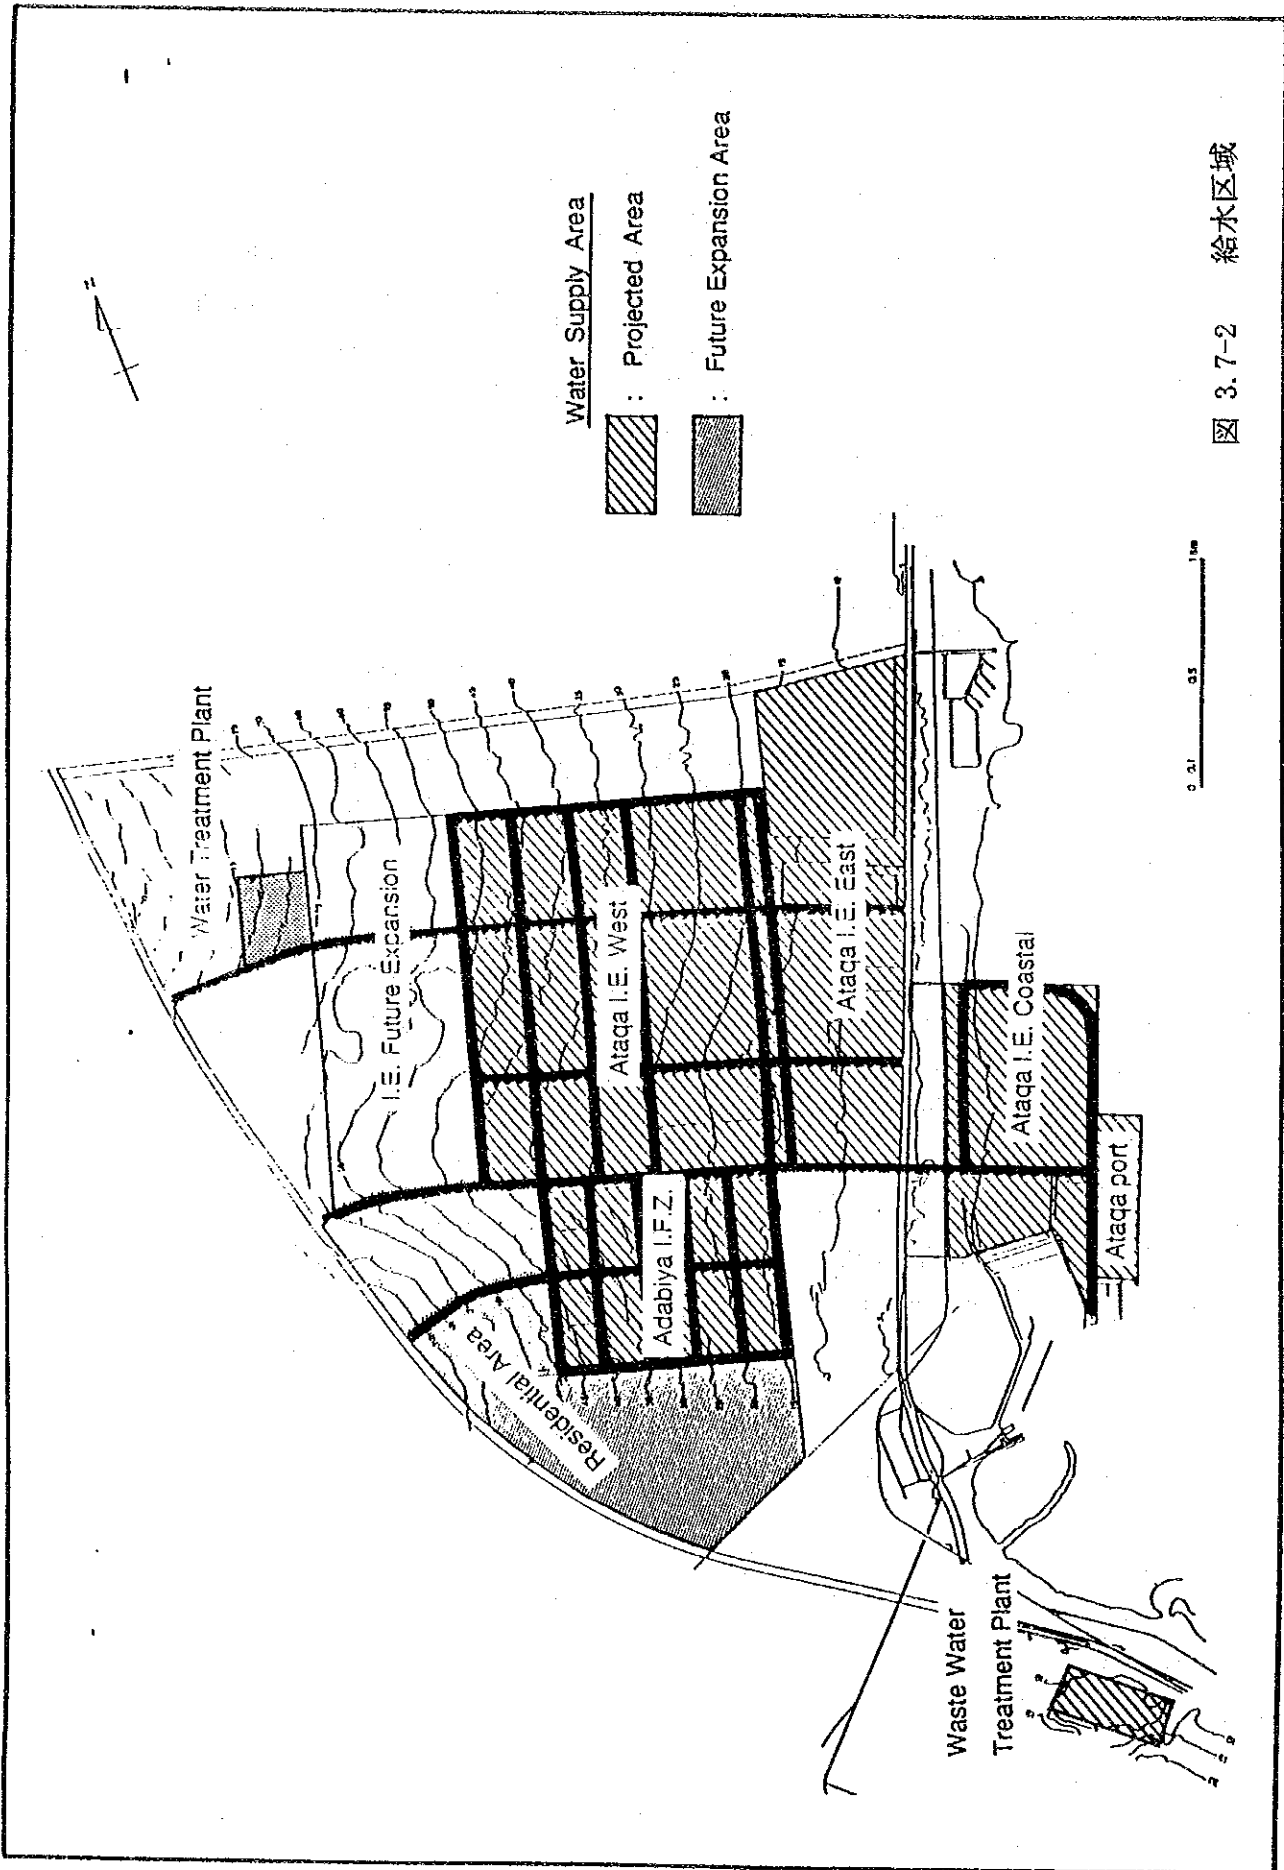 Water Supply Area
: Projected Area
: Future Expansion Area
Water Treatment Plant
I.E. Future Expansion
Ataqa I.E. West
Ataqa I.E. East
Ataqa I.E. Coastal
Ataqa port
Adabiya I.F.Z.
Residential Area
Waste Water
Treatment Plant
図 3.7-2 給水区域